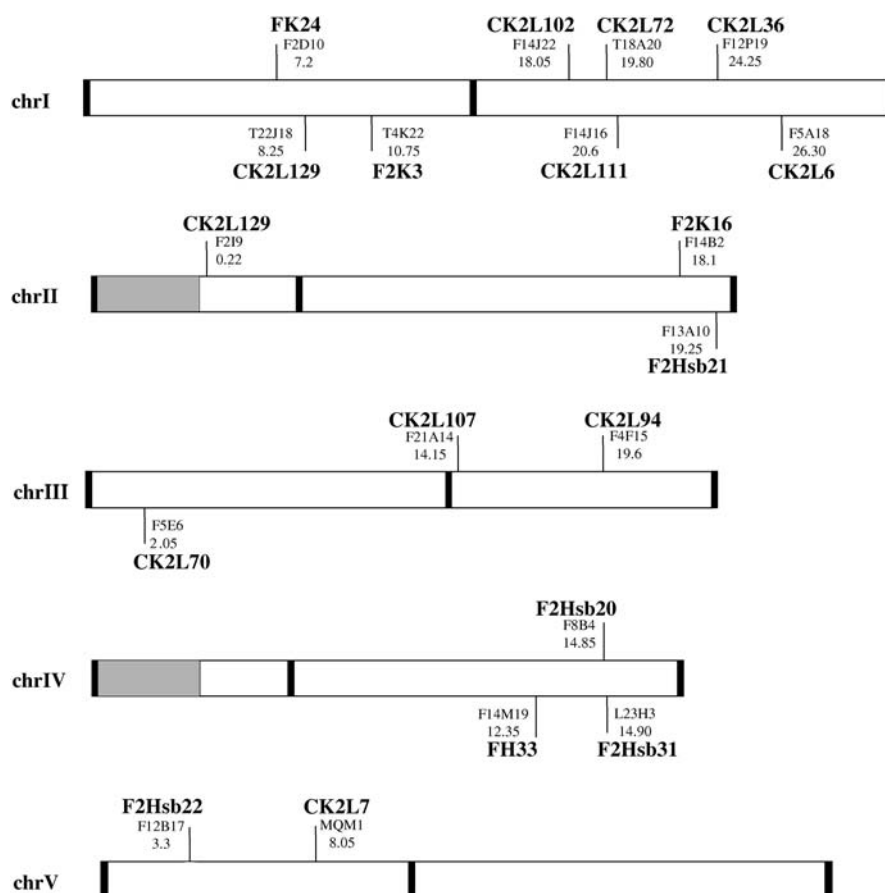 FK24
F2D10
7.2
CK2L102
F14J22
18.05
CK2L72
T18A20
19.80
CK2L36
F12P19
24.25
chrI
T22J18
8.25
CK2L129
T4K22
10.75
F2K3
F14J16
20.6
CK2L111
F5A18
26.30
CK2L6
CK2L129
F2I9
0.22
F2K16
F14B2
18.1
chrII
F13A10
19.25
F2Hsb21
CK2L107
F21A14
14.15
CK2L94
F4F15
19.6
chrIII
F5E6
2.05
CK2L70
F2Hsb20
F8B4
14.85
chrIV
F14M19
12.35
FH33
L23H3
14.90
F2Hsb31
F2Hsb22
F12B17
3.3
CK2L7
MQM1
8.05
chrV